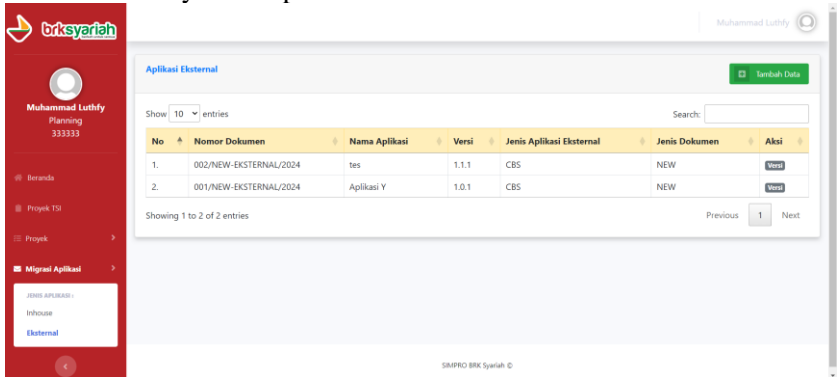 brksyariah
Muhammad Luthfy
Muhammad Luthfy
Planning
333333
Beranda
Proyek TSI
Proyek
Migrasi Aplikasi
JENIS APLIKASI :
Inhouse
Eksternal
Aplikasi Eksternal
Tambah Data
Show 10 entries
Search:
No Nomor Dokumen Nama Aplikasi Versi Jenis Aplikasi Eksternal Jenis Dokumen Aksi
1. 002/NEW-EKSTERNAL/2024 tes 1.1.1 CBS NEW Versi
2. 001/NEW-EKSTERNAL/2024 Aplikasi Y 1.0.1 CBS NEW Versi
Showing 1 to 2 of 2 entries
Previous 1 Next
SIMPRO BRK Syariah ©